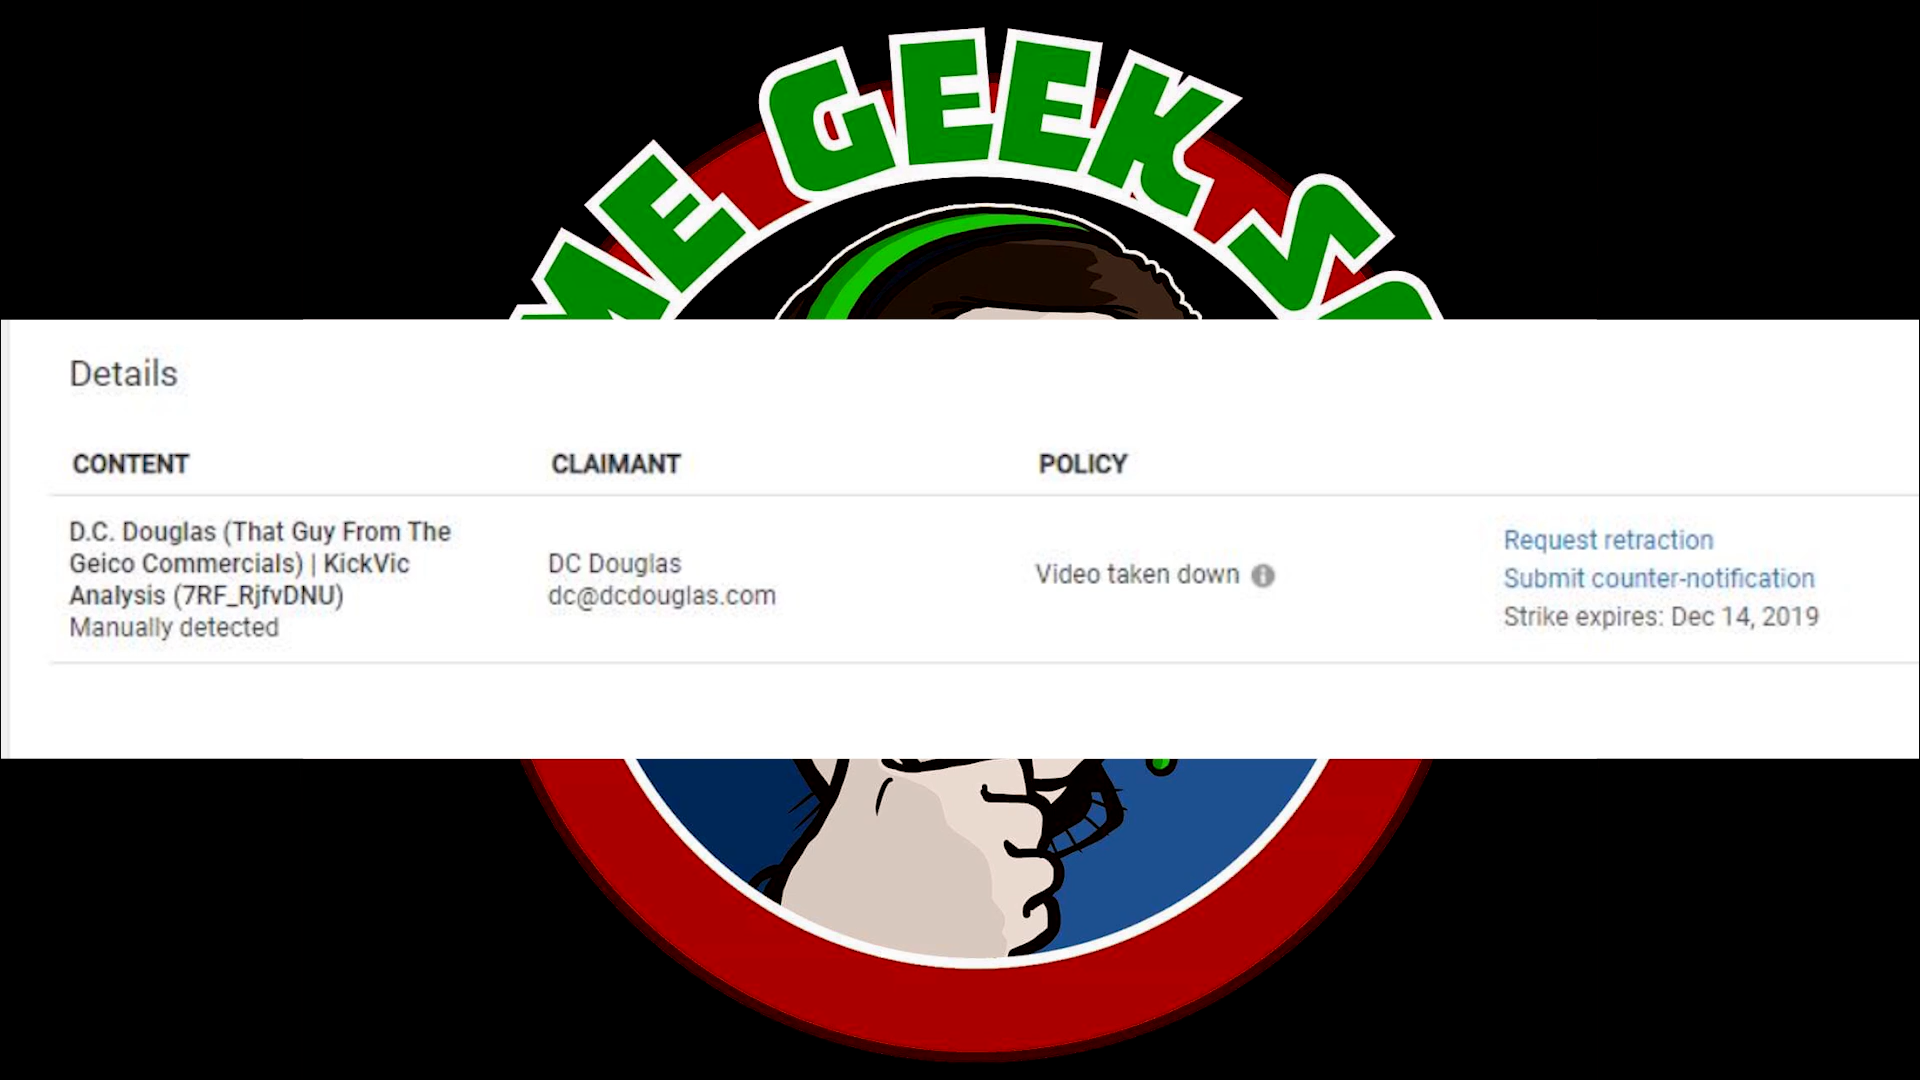 GEEK
Details
CONTENT CLAIMANT POLICY
D.C. Douglas (That Guy From The
Geico Commercials) | KickVic
Analysis (7RF_RjfvDNU)
Manually detected
DC Douglas
dc@dcdouglas.com
Video taken down
Request retraction
Submit counter-notification
Strike expires: Dec 14, 2019